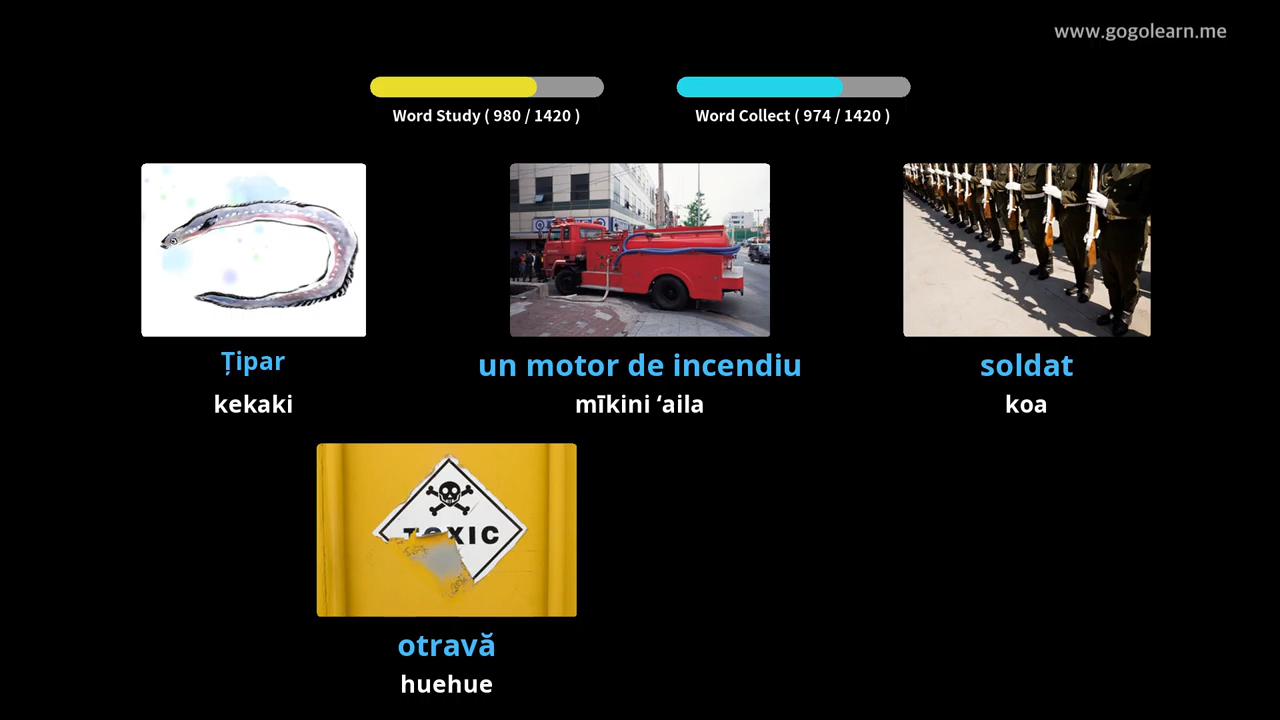 www.gogolearn.me
Word Study ( 980 / 1420 )
Word Collect ( 974 / 1420 )
Țipar
kekaki
un motor de incendiu
mīkini ʻaila
soldat
koa
TOXIC
otravă
huehue